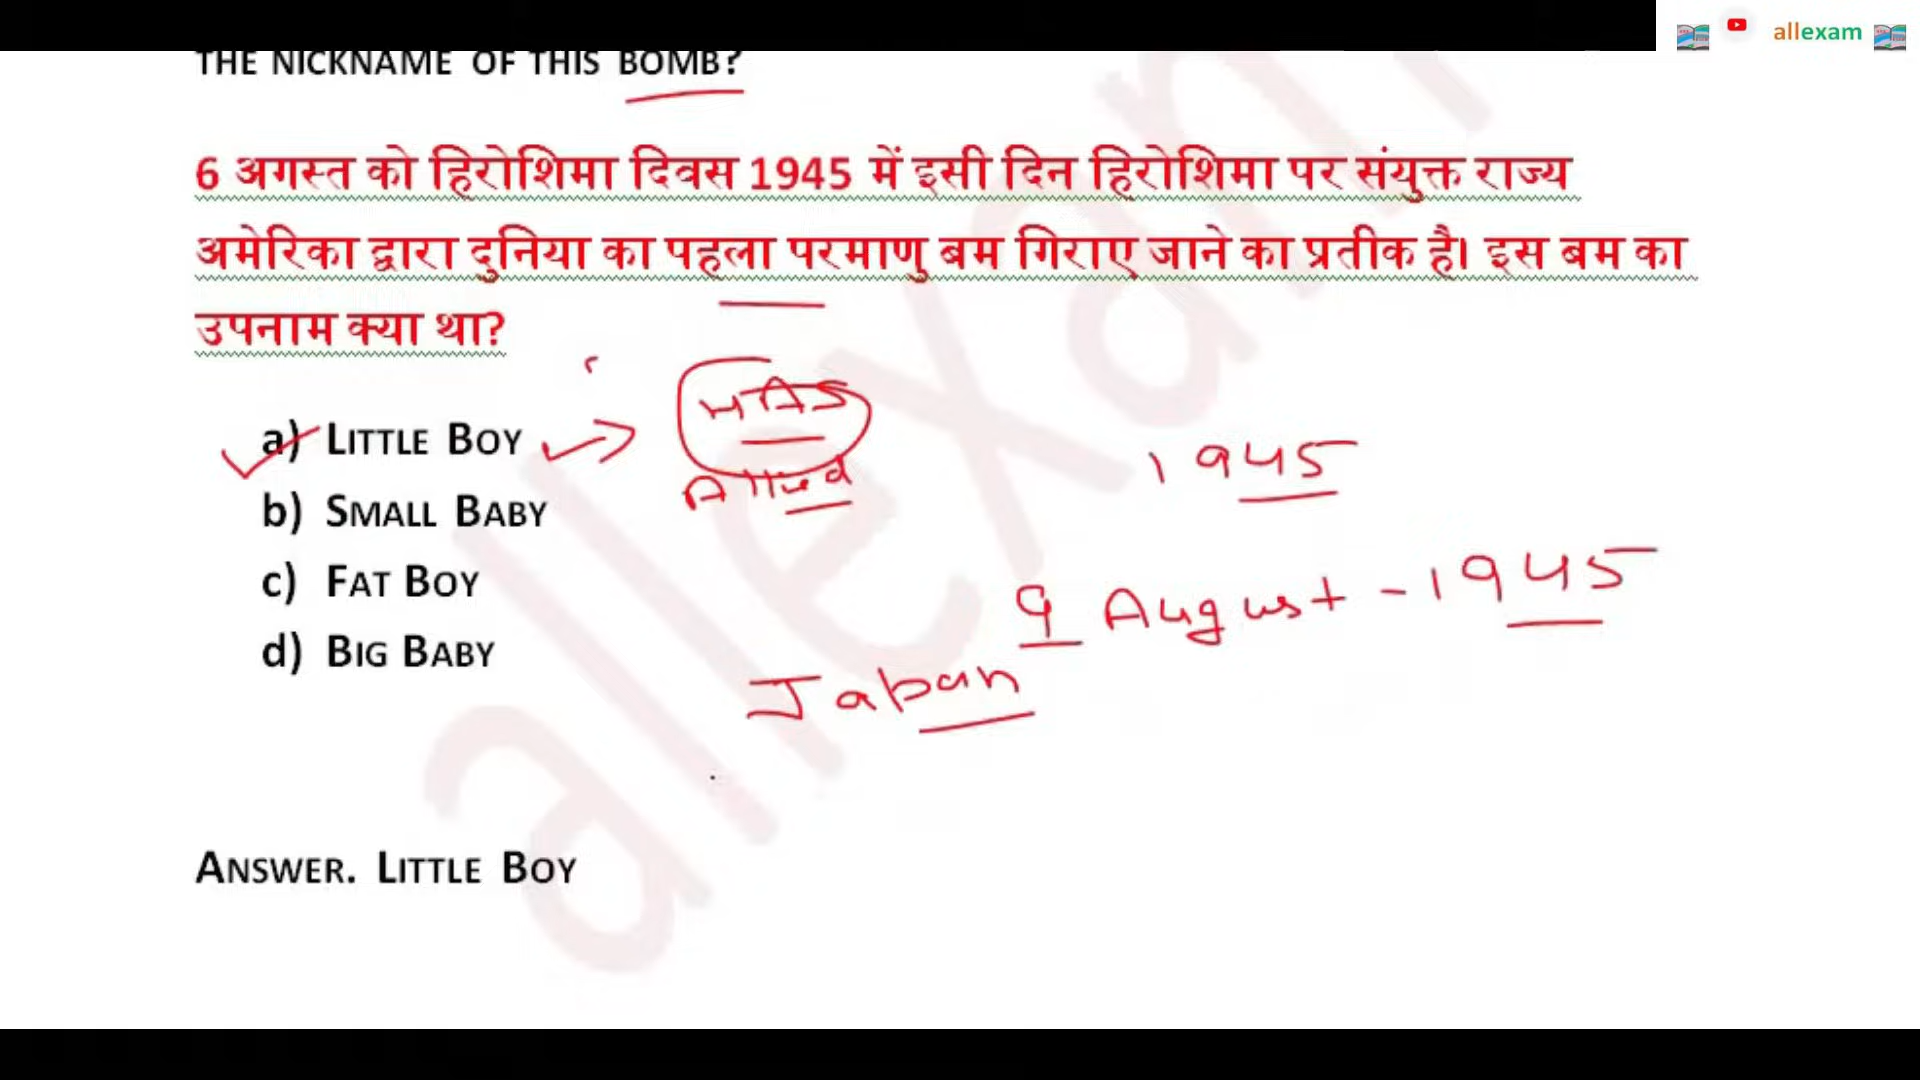 allexam
THE NICKNAME OF THIS BOMB?
6 अगस्त को हिरोशिमा दिवस 1945 में इसी दिन हिरोशिमा पर संयुक्त राज्य
अमेरिका द्वारा दुनिया का पहला परमाणु बम गिराए जाने का प्रतीक है। इस बम का
उपनाम क्या था?
a) LITTLE BOY
b) SMALL BABY
c) FAT BOY
d) BIG BABY
Allied
1945
9 August - 1945
Japan
ANSWER. LITTLE BOY
allexam